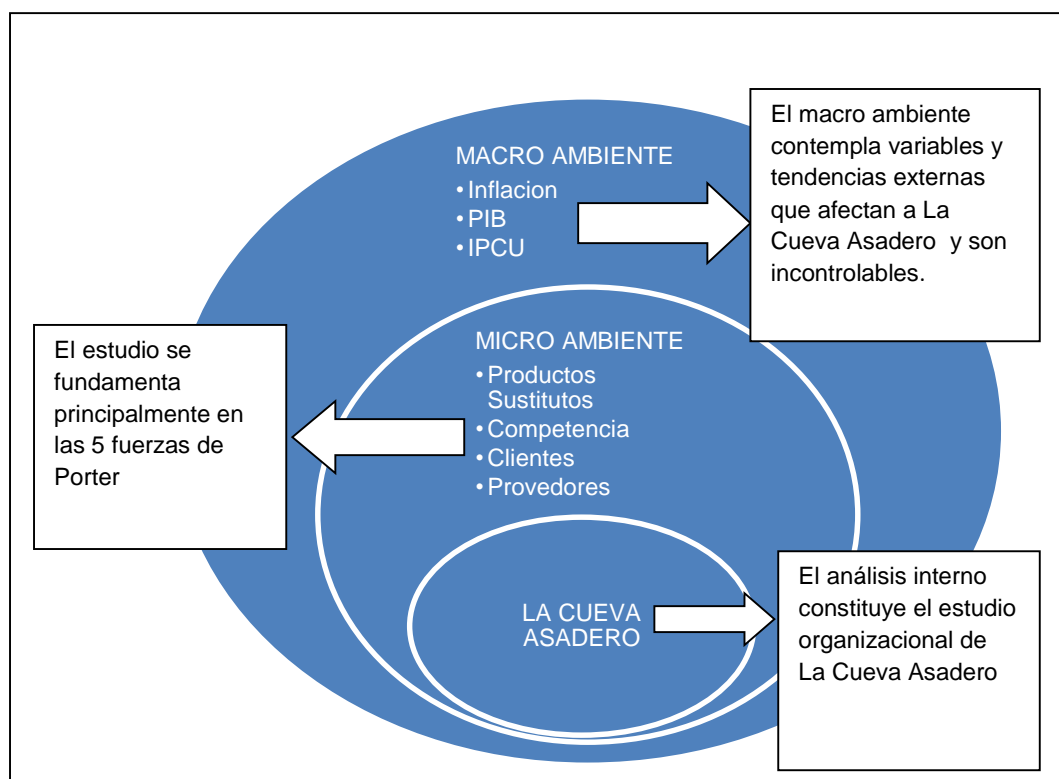 MACRO AMBIENTE
•Inflacion
•PIB
•IPCU
El macro ambiente
contempla variables y
tendencias externas
que afectan a La
Cueva Asadero y son
incontrolables.
MICRO AMBIENTE
•Productos
Sustitutos
•Competencia
•Clientes
•Provedores
El estudio se
fundamenta
principalmente en
las 5 fuerzas de
Porter
LA CUEVA
ASADERO
El análisis interno
constituye el estudio
organizacional de
La Cueva Asadero